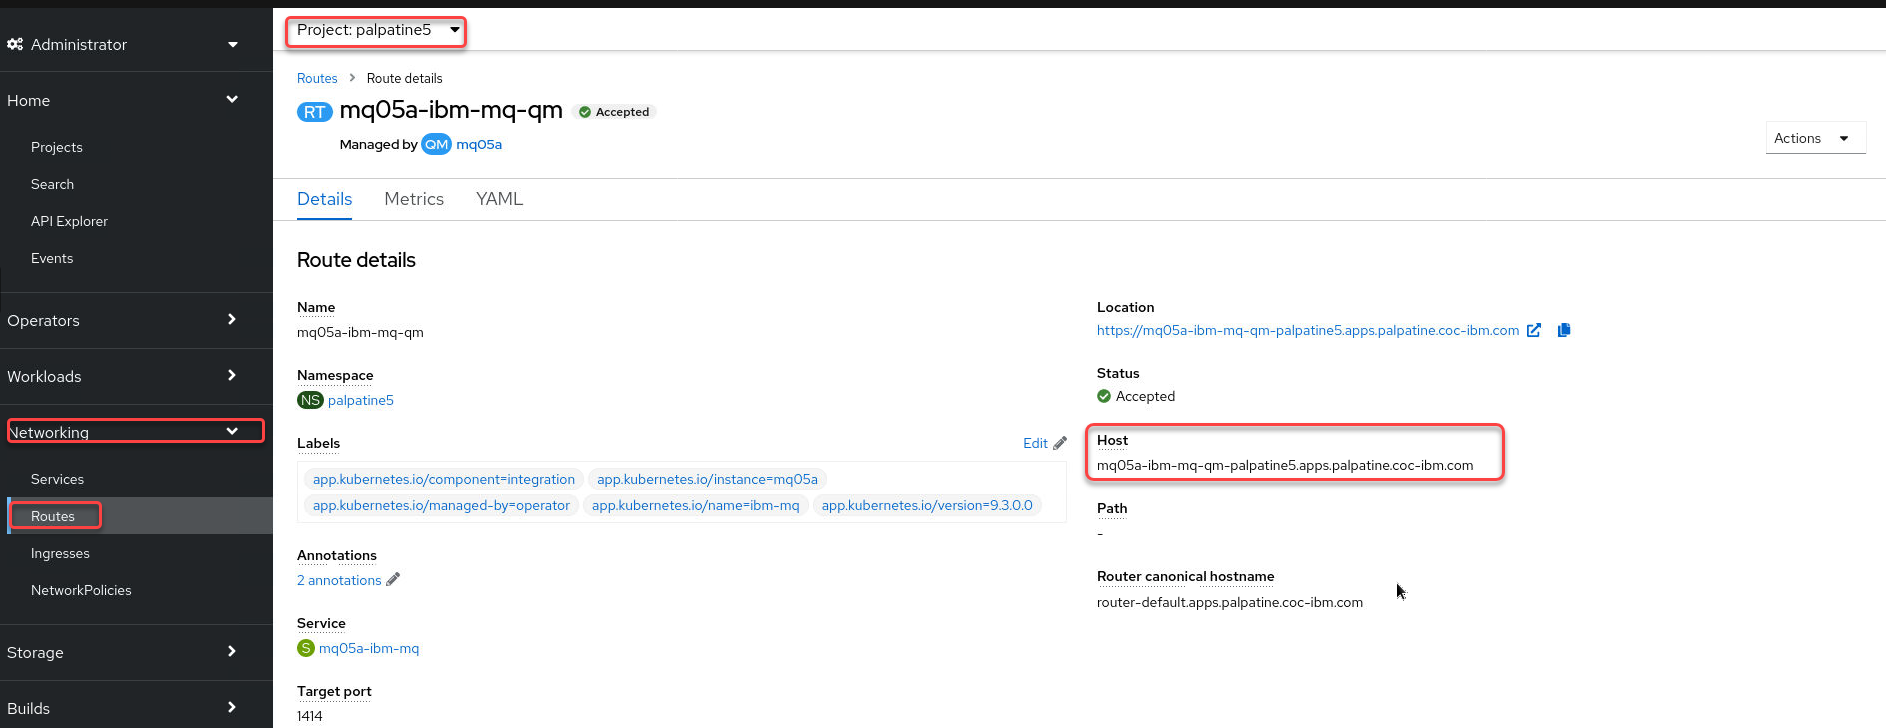 Administrator
Home
Projects
Search
API Explorer
Events
Operators
Workloads
Networking
Services
Routes
Ingresses
NetworkPolicies
Storage
Builds
Project: palpatine5
Routes > Route details
RT mq05a-ibm-mq-qm Accepted
Managed by QM mq05a
Actions
Details Metrics YAML
Route details
Name
mq05a-ibm-mq-qm
Namespace
NS palpatine5
Labels Edit
app.kubernetes.io/component=integration app.kubernetes.io/instance=mq05a
app.kubernetes.io/managed-by=operator app.kubernetes.io/name=ibm-mq app.kubernetes.io/version=9.3.0.0
Annotations
2 annotations
Service
S mq05a-ibm-mq
Target port
1414
Location
https://mq05a-ibm-mq-qm-palpatine5.apps.palpatine.coc-ibm.com
Status
Accepted
Host
mq05a-ibm-mq-qm-palpatine5.apps.palpatine.coc-ibm.com
Path
-
Router canonical hostname
router-default.apps.palpatine.coc-ibm.com